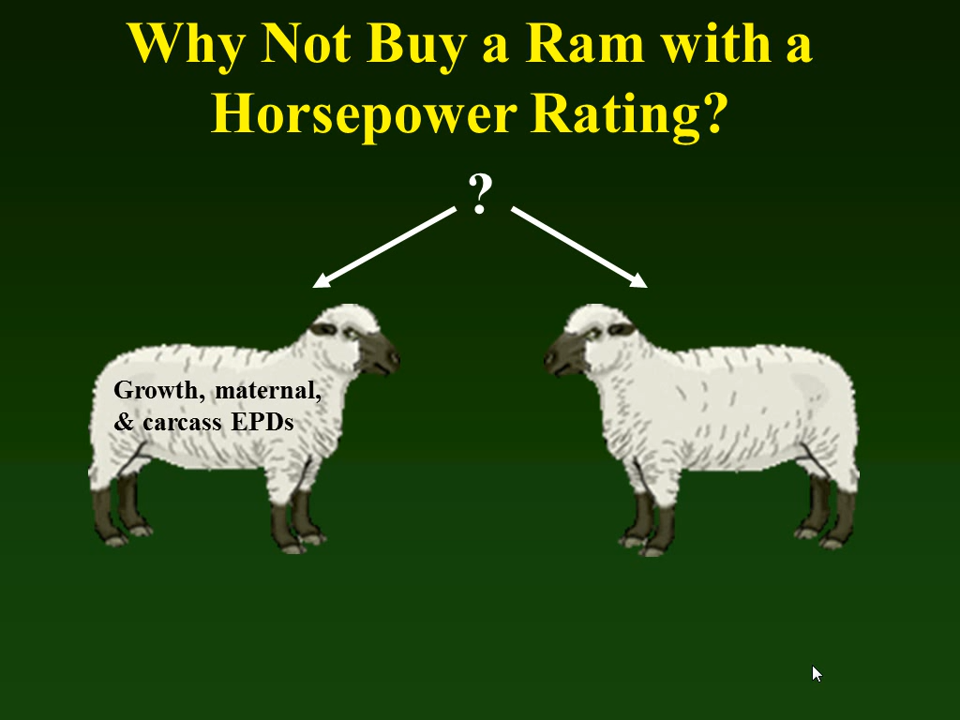 Why Not Buy a Ram with a
Horsepower Rating?
?
Growth, maternal,
& carcass EPDs